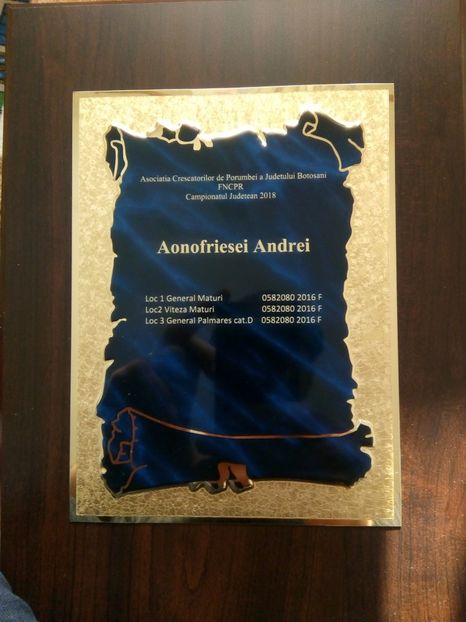 Asociatia Crescatorilor de Porumbei a Judetului Botosani
FNCPR
Campionatul Judetean 2018
Aonofriesei Andrei
Loc 1 General Maturi 0582080 2016 F
Loc2 Viteza Maturi 0582080 2016 F
Loc 3 General Palmares cat.D 0582080 2016 F